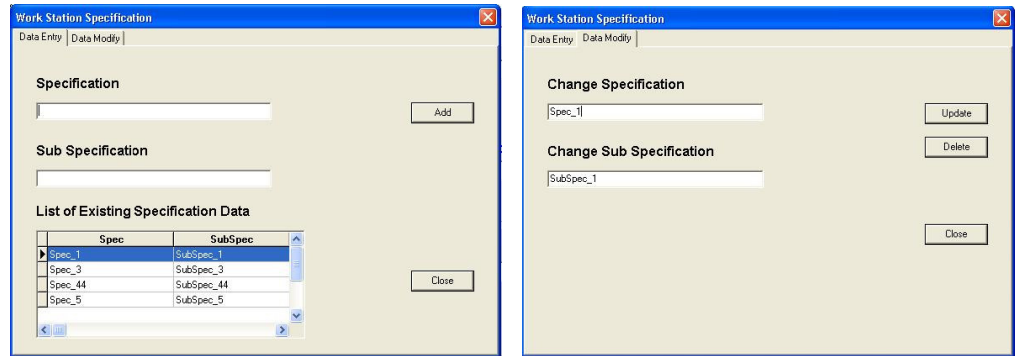 Work Station Specification
Data Entry Data Modify
Specification
Add
Sub Specification
List of Existing Specification Data
Spec SubSpec
Spec_1 SubSpec_1
Spec_3 SubSpec_3
Spec_44 SubSpec_44
Spec_5 SubSpec_5
Close
Work Station Specification
Data Entry Data Modify
Change Specification
Spec_1 Update
Delete
Change Sub Specification
SubSpec_1
Close